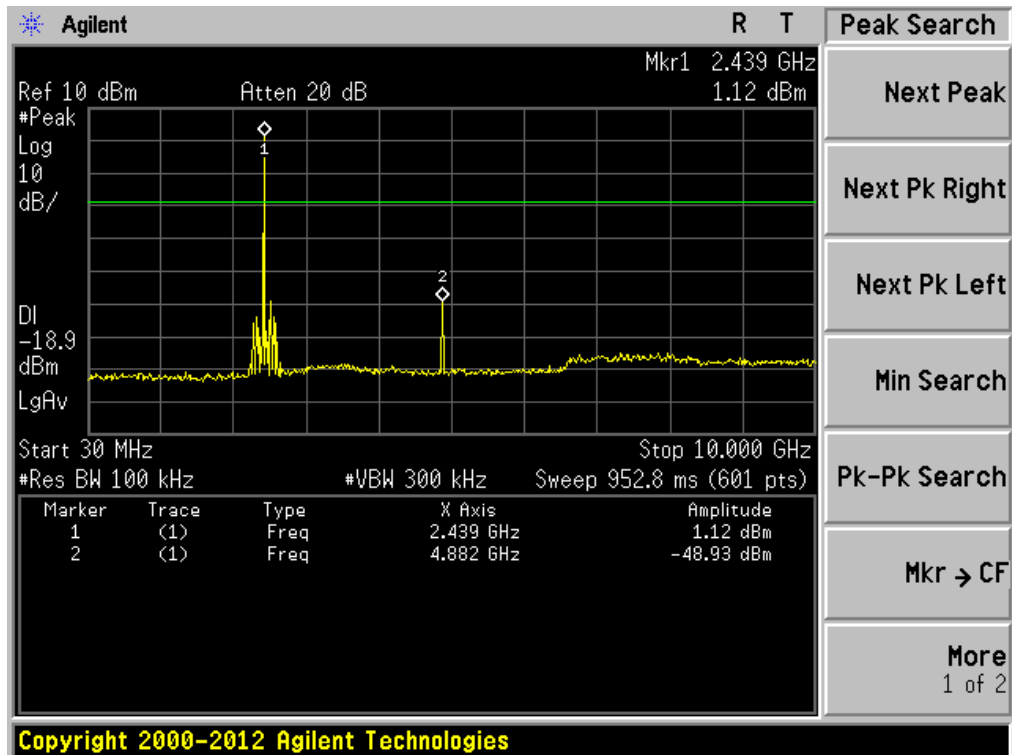 Agilent R T Peak Search
Mkr1 2.439 GHz
Ref 10 dBm Atten 20 dB 1.12 dBm
#Peak
Log
10
dB/
1
2
DI
-18.9
dBm
LgAv
Start 30 MHz Stop 10.000 GHz
#Res BW 100 kHz #VBW 300 kHz Sweep 952.8 ms (601 pts)
Marker Trace Type X Axis Amplitude
1 (1) Freq 2.439 GHz 1.12 dBm
2 (1) Freq 4.882 GHz -48.93 dBm
Next Peak
Next Pk Right
Next Pk Left
Min Search
Pk-Pk Search
Mkr → CF
More
1 of 2
Copyright 2000-2012 Agilent Technologies